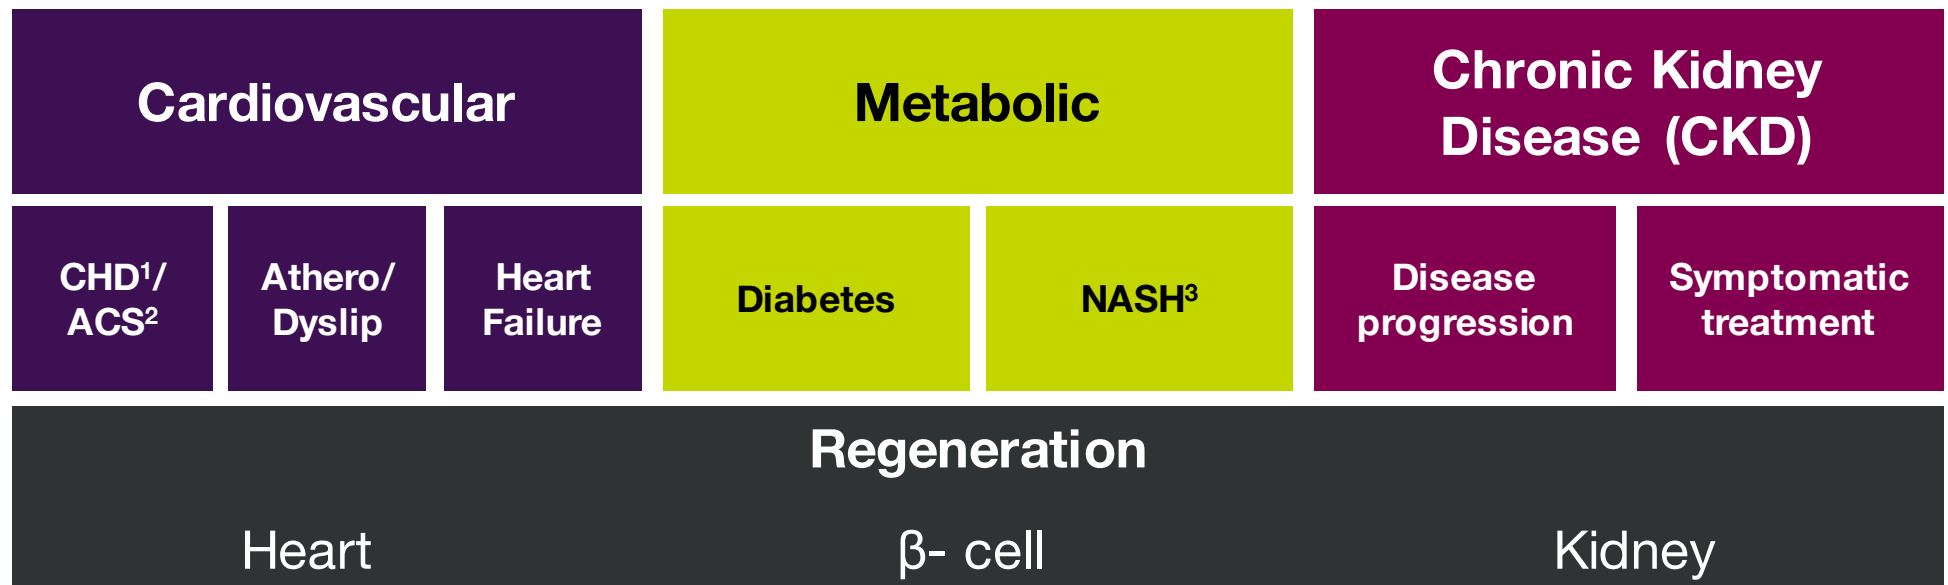 Cardiovascular
Metabolic
Chronic Kidney
Disease (CKD)
CHD¹/
ACS²
Athero/
Dyslip
Heart
Failure
Diabetes
NASH³
Disease
progression
Symptomatic
treatment
Regeneration
Heart
β- cell
Kidney